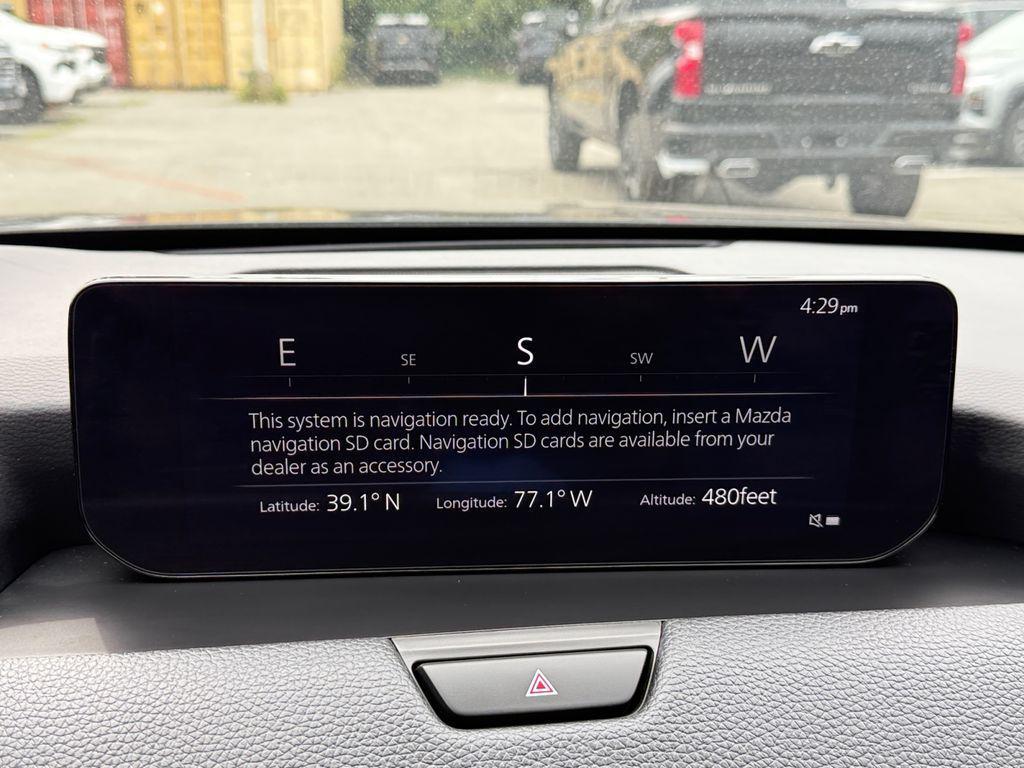 4:29pm
E SE S SW W
This system is navigation ready. To add navigation, insert a Mazda
navigation SD card. Navigation SD cards are available from your
dealer as an accessory.
Latitude: 39.1° N Longitude: 77.1° W Altitude: 480feet